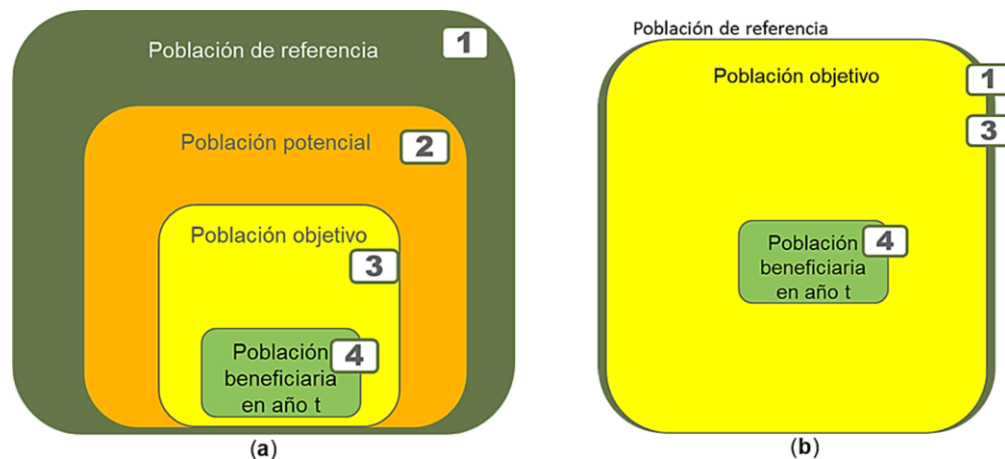 Población de referencia
1
Población potencial
2
Población objetivo
3
Población
beneficiaria
en año t
4
(a)
Población de referencia
Población objetivo
1
3
Población
beneficiaria
en año t
4
(b)